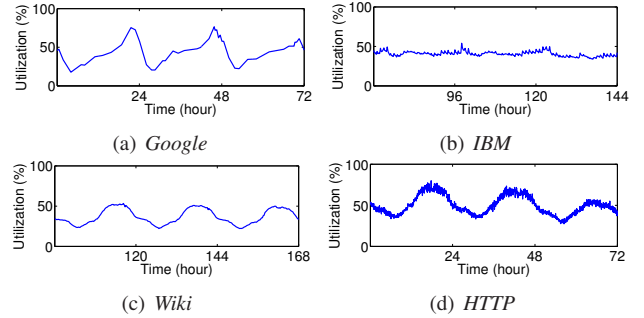 100
50
0
Utilization (%)
24 48 72
Time (hour)
(a) Google
100
50
0
Utilization (%)
96 120 144
Time (hour)
(b) IBM
100
50
0
Utilization (%)
120 144 168
Time (hour)
(c) Wiki
100
50
0
Utilization (%)
24 48 72
Time (hour)
(d) HTTP